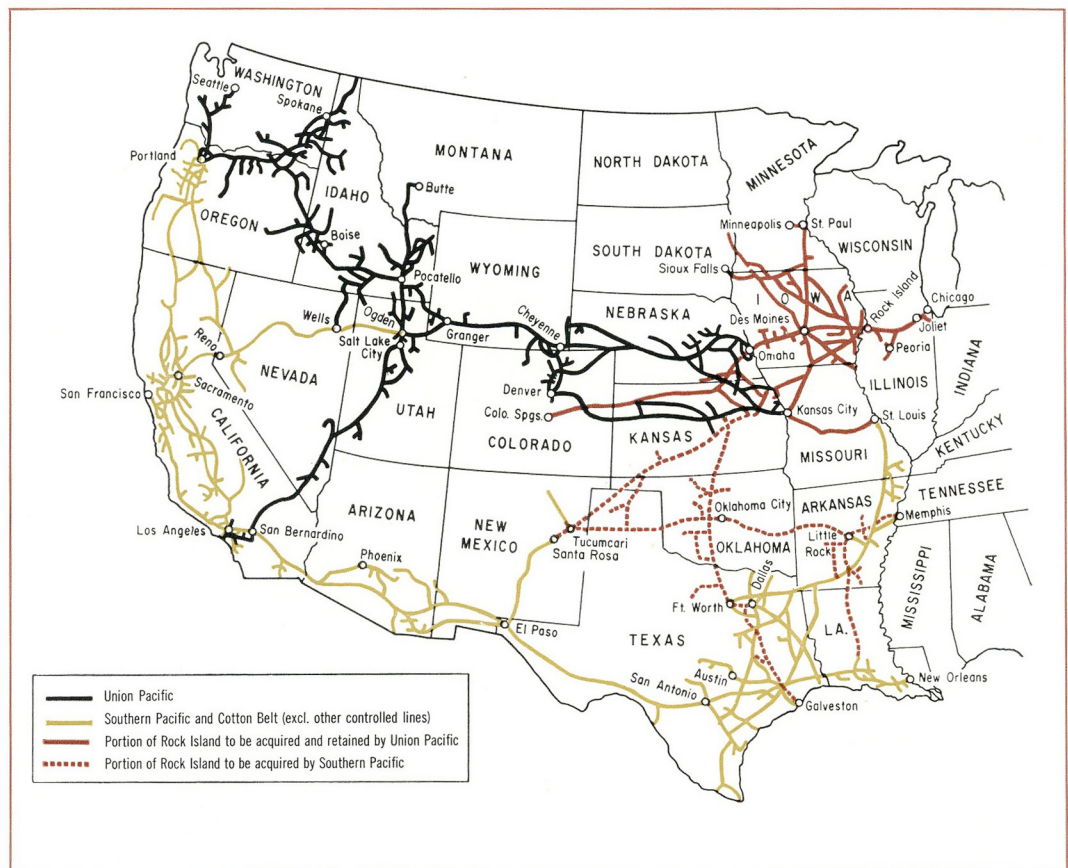 WASHINGTON
Seattle
Spokane
MONTANA
NORTH DAKOTA
MINNESOTA
Portland
Butte
IDAHO
OREGON
Minneapolis
St. Paul
Boise
SOUTH DAKOTA
WISCONSIN
WYOMING
Sioux Falls
Pocatello
IOWA
Rock Island
Chicago
NEBRASKA
Des Moines
Joliet
Wells
Ogden
Cheyenne
Granger
Salt Lake
City
Omaha
Peoria
Reno
INDIANA
NEVADA
Sacramento
Denver
ILLINOIS
San Francisco
UTAH
Colo. Spgs.
Kansas City
St. Louis
CALIFORNIA
COLORADO
KANSAS
MISSOURI
KENTUCKY
TENNESSEE
ARIZONA
Oklahoma City
ARKANSAS
Memphis
NEW
MEXICO
Los Angeles
San Bernardino
Tucumcari
Santa Rosa
OKLAHOMA
Little
Rock
Phoenix
Dallas
MISSISSIPPI
ALABAMA
Ft. Worth
El Paso
TEXAS
LA.
Austin
New Orleans
San Antonio
Galveston
Union Pacific
Southern Pacific and Cotton Belt (excl. other controlled lines)
Portion of Rock Island to be acquired and retained by Union Pacific
Portion of Rock Island to be acquired by Southern Pacific